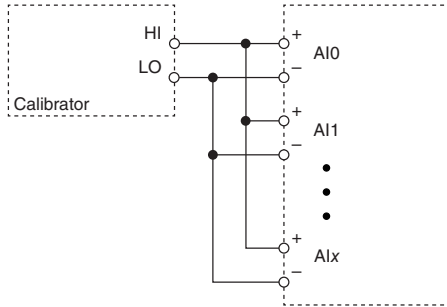 HI
LO
Calibrator
+
AI0
–
+
AI1
–
+
AIx
–